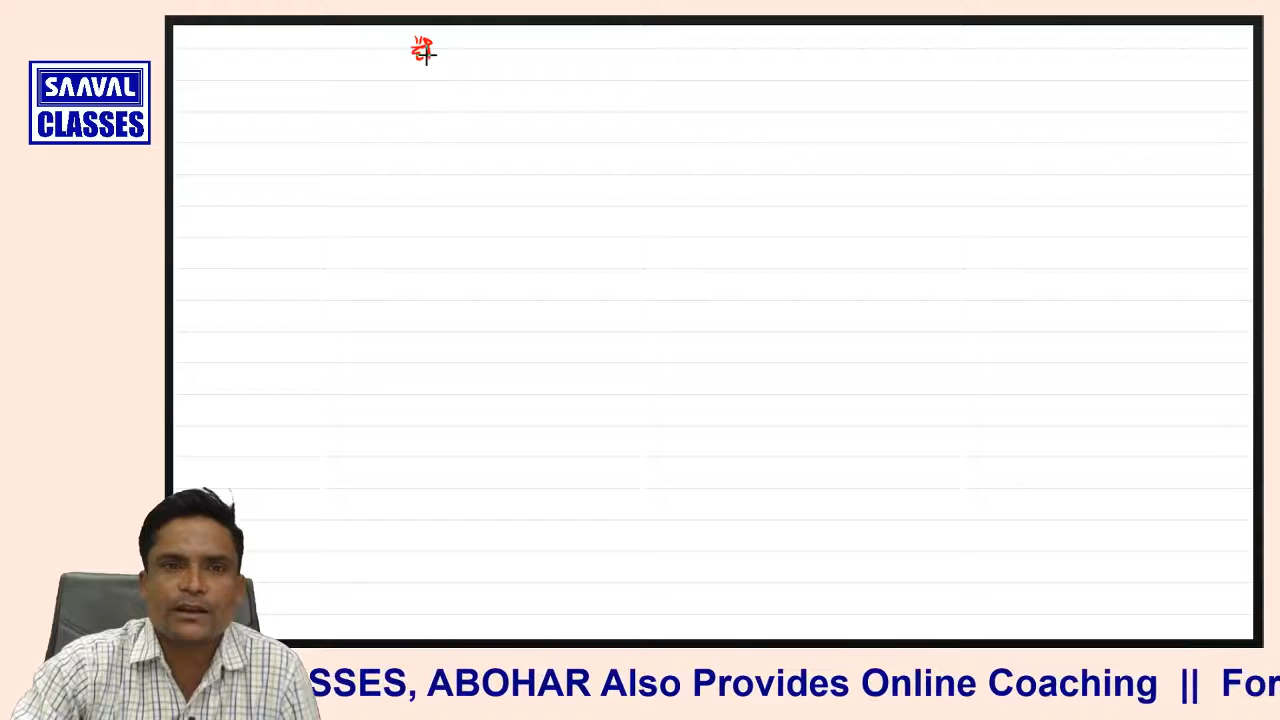 SAAVAL
CLASSES
SSES, ABOHAR Also Provides Online Coaching || For